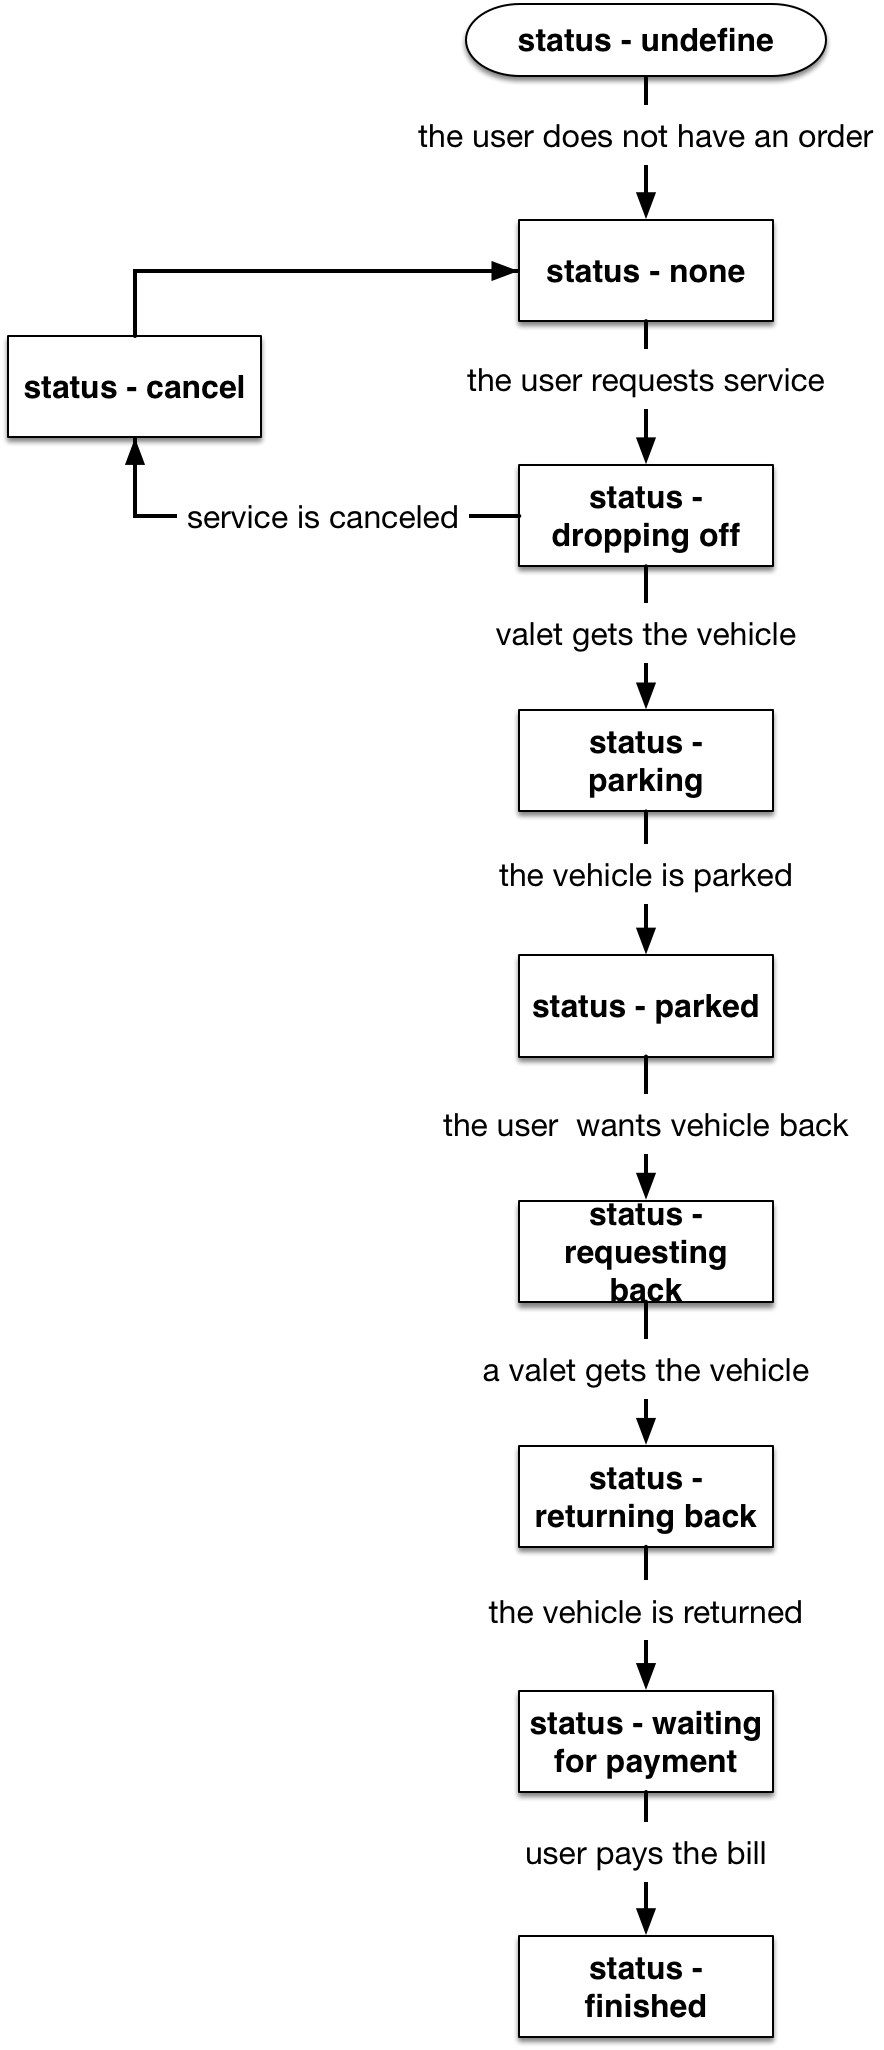 status - undefine
the user does not have an order
status - none
status - cancel
the user requests service
status -
dropping off
service is canceled
valet gets the vehicle
status -
parking
the vehicle is parked
status - parked
the user  wants vehicle back
status -
requesting
back
a valet gets the vehicle
status -
returning back
the vehicle is returned
status - waiting
for payment
user pays the bill
status -
finished